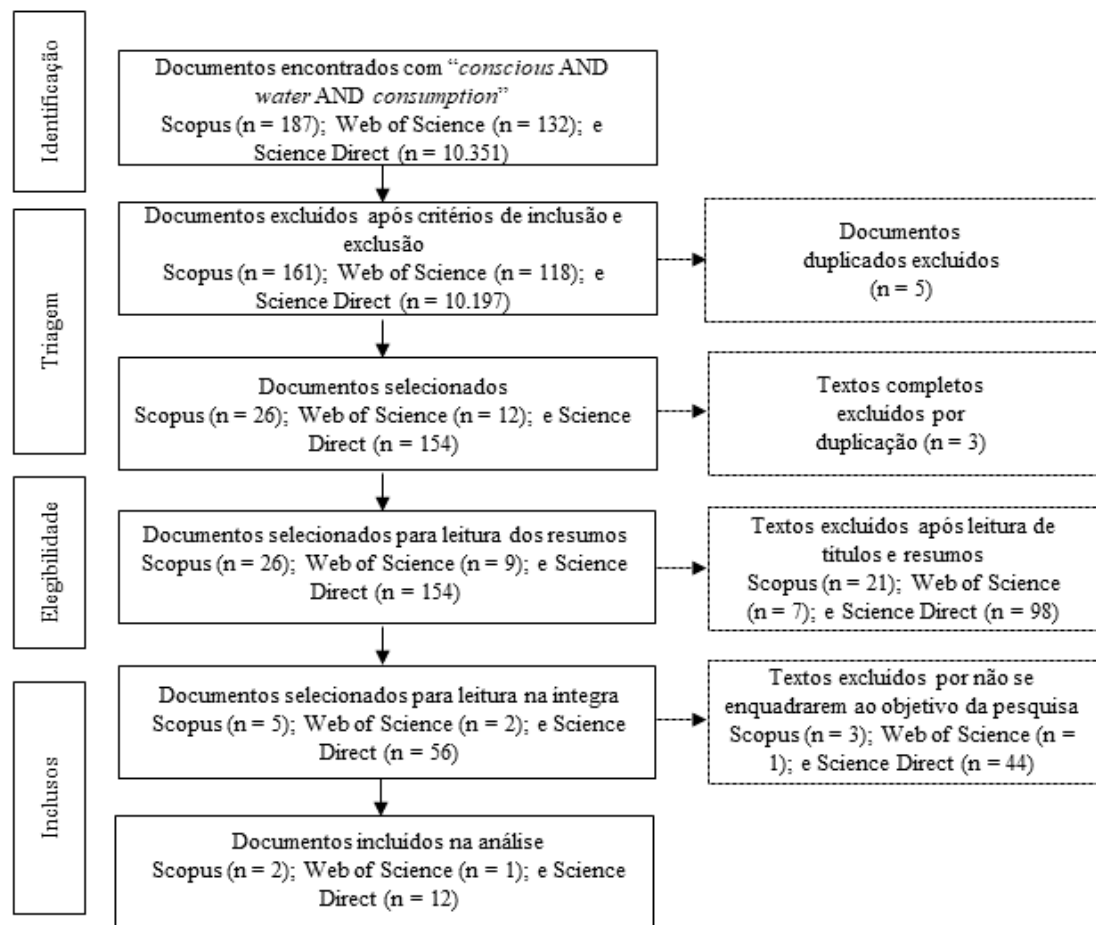 Identificação
Documentos encontrados com “conscious AND
water AND consumption”
Scopus (n = 187); Web of Science (n = 132); e
Science Direct (n = 10.351)
Triagem
Documentos excluídos após critérios de inclusão e
exclusão
Scopus (n = 161); Web of Science (n = 118); e
Science Direct (n = 10.197)
Documentos
duplicados excluídos
(n = 5)
Documentos selecionados
Scopus (n = 26); Web of Science (n = 12); e Science
Direct (n = 154)
Textos completos
excluídos por
duplicação (n = 3)
Elegibilidade
Documentos selecionados para leitura dos resumos
Scopus (n = 26); Web of Science (n = 9); e Science
Direct (n = 154)
Textos excluídos após leitura de
títulos e resumos
Scopus (n = 21); Web of Science
(n = 7); e Science Direct (n = 98)
Inclusos
Documentos selecionados para leitura na íntegra
Scopus (n = 5); Web of Science (n = 2); e Science
Direct (n = 56)
Textos excluídos por não se
enquadrarem ao objetivo da pesquisa
Scopus (n = 3); Web of Science (n =
1); e Science Direct (n = 44)
Documentos incluídos na análise
Scopus (n = 2); Web of Science (n = 1); e Science
Direct (n = 12)